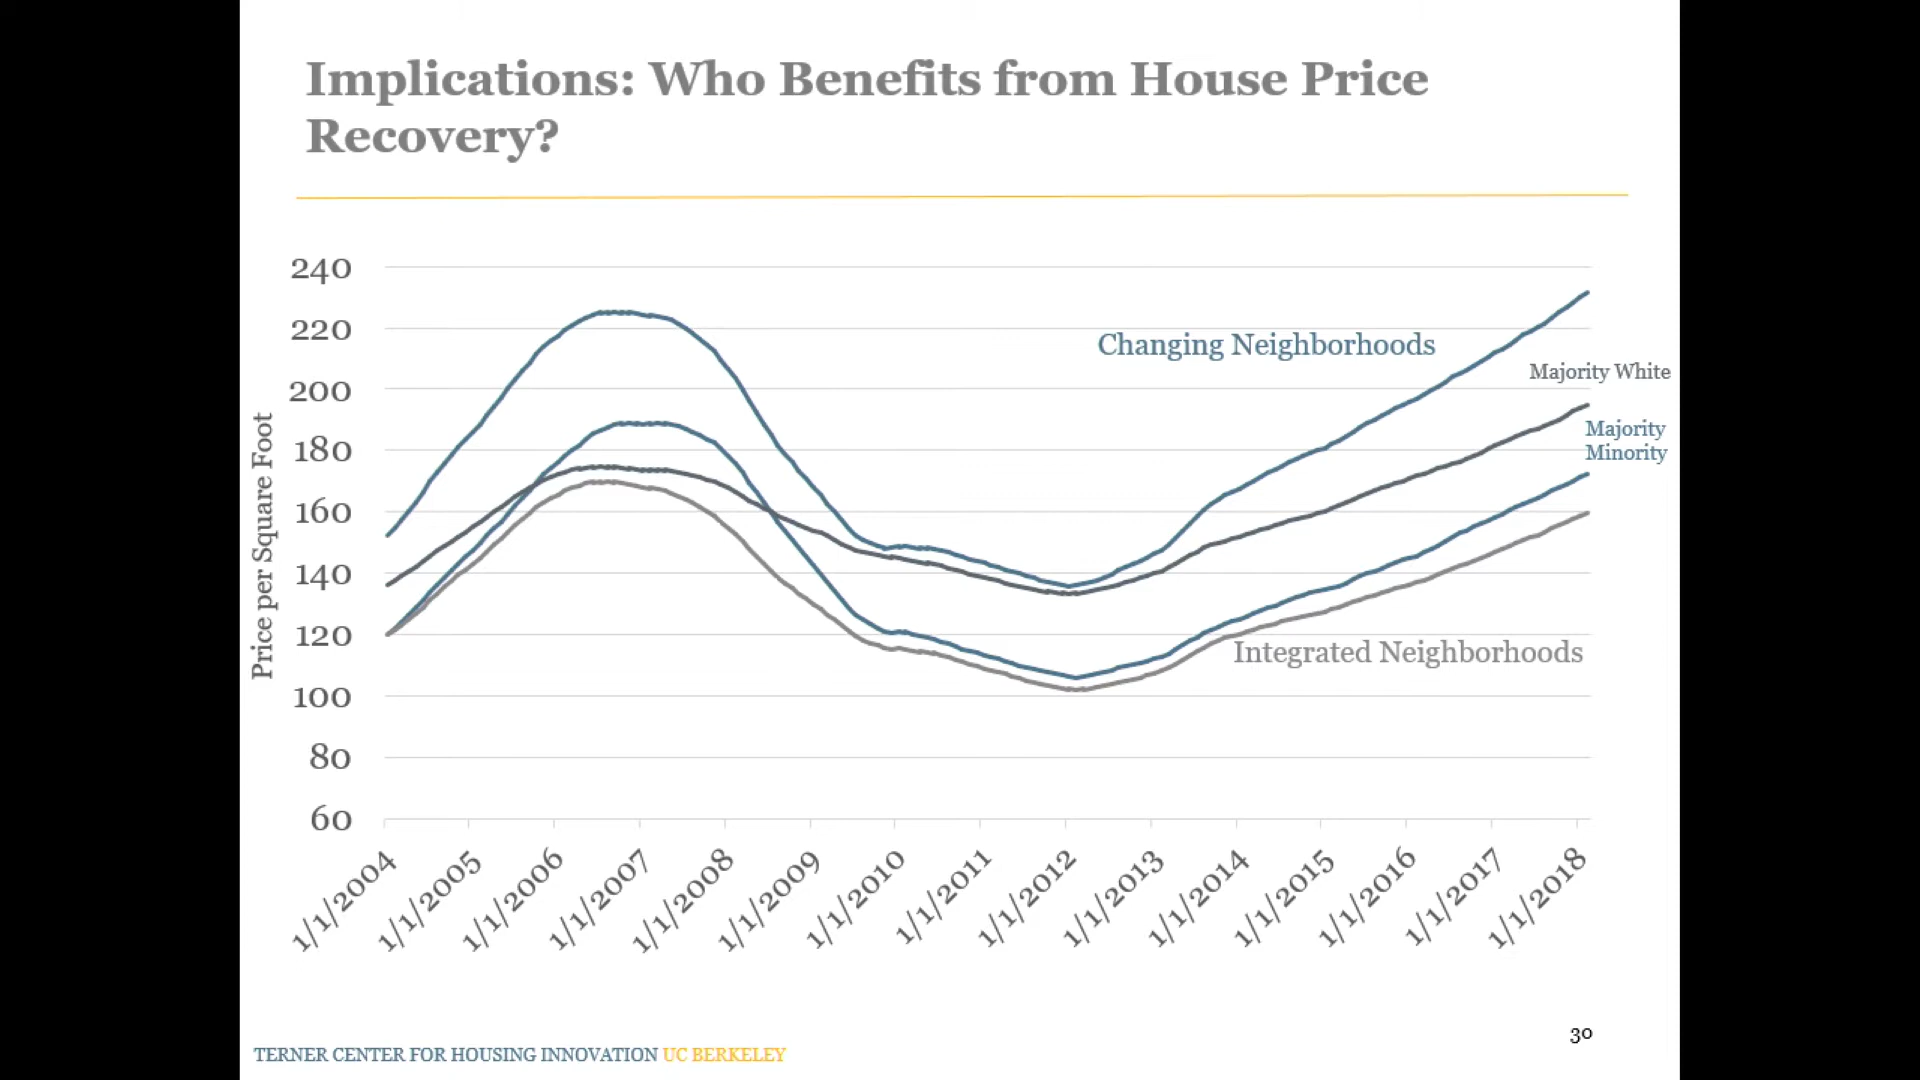 Implications: Who Benefits from House Price
Recovery?
240
220
200
180
160
140
120
100
80
60
Price per Square Foot
Changing Neighborhoods
Majority White
Majority
Minority
Integrated Neighborhoods
1/1/2004
1/1/2005
1/1/2006
1/1/2007
1/1/2008
1/1/2009
1/1/2010
1/1/2011
1/1/2012
1/1/2013
1/1/2014
1/1/2015
1/1/2016
1/1/2017
1/1/2018
30
TERNER CENTER FOR HOUSING INNOVATION UC BERKELEY